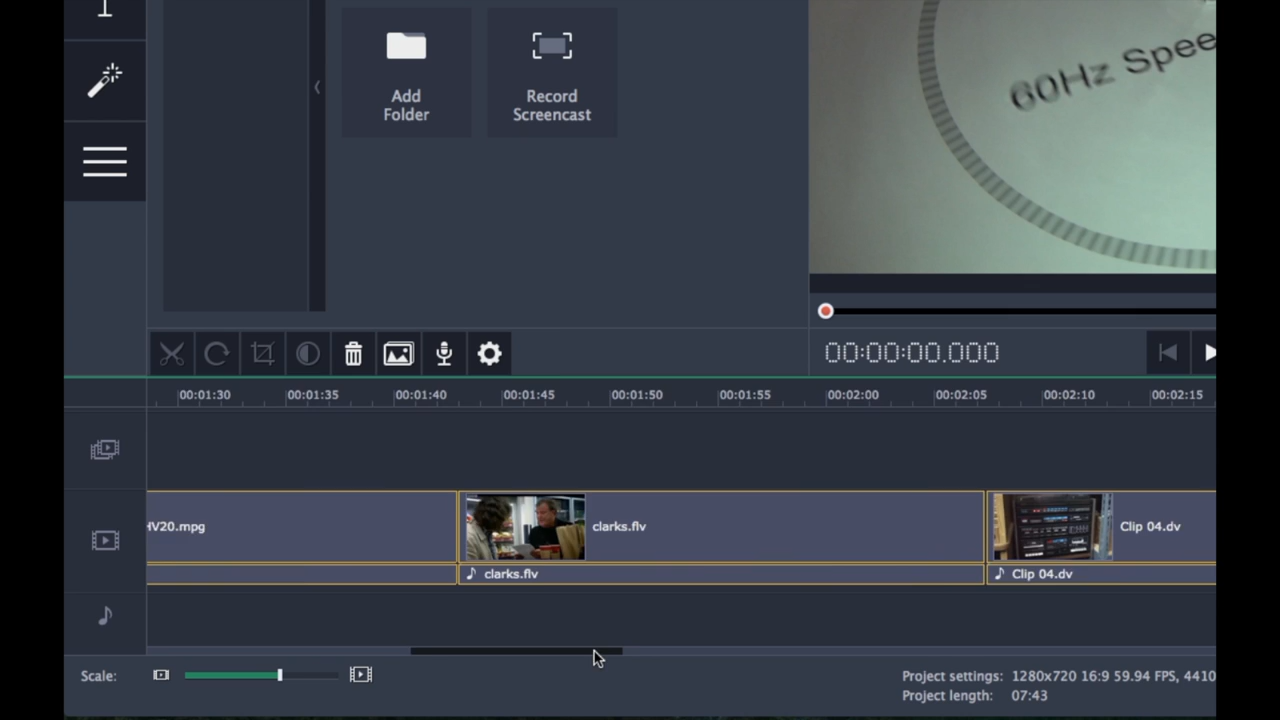 Add
Folder
Record
Screencast
60Hz Spee
00:00:00.000
00:01:30
00:01:35
00:01:40
00:01:45
00:01:50
00:01:55
00:02:00
00:02:05
00:02:10
00:02:15
HV20.mpg
clarks.flv
Clip 04.dv
clarks.flv
Clip 04.dv
Scale:
Project settings: 1280x720 16:9 59.94 FPS, 4410
Project length: 07:43